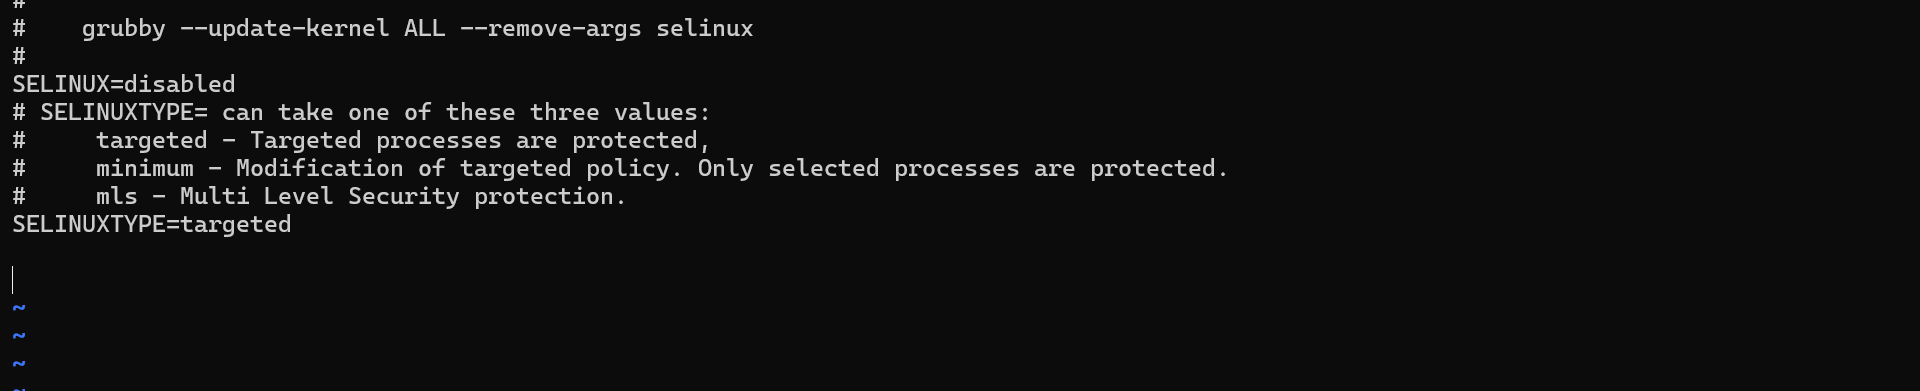 #
#    grubby --update-kernel ALL --remove-args selinux
#
SELINUX=disabled
# SELINUXTYPE= can take one of these three values:
#     targeted - Targeted processes are protected,
#     minimum - Modification of targeted policy. Only selected processes are protected.
#     mls - Multi Level Security protection.
SELINUXTYPE=targeted
~
~
~
~